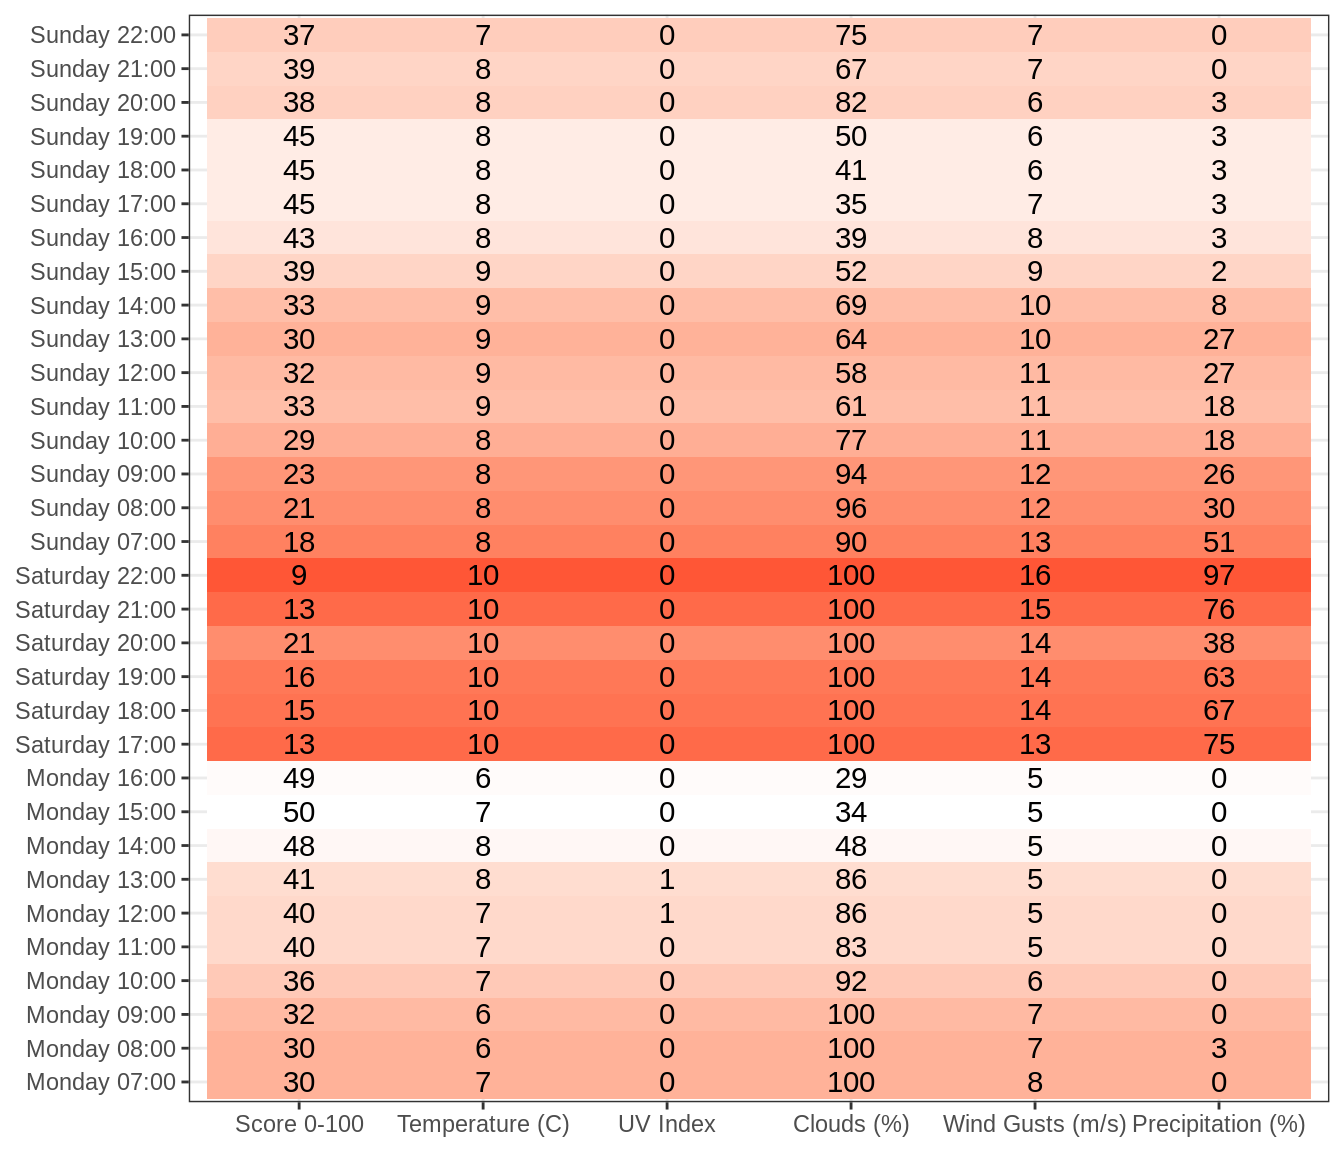 Sunday 22:00 37 7 0 75 7 0
Sunday 21:00 39 8 0 67 7 0
Sunday 20:00 38 8 0 82 6 3
Sunday 19:00 45 8 0 50 6 3
Sunday 18:00 45 8 0 41 6 3
Sunday 17:00 45 8 0 35 7 3
Sunday 16:00 43 8 0 39 8 3
Sunday 15:00 39 9 0 52 9 2
Sunday 14:00 33 9 0 69 10 8
Sunday 13:00 30 9 0 64 10 27
Sunday 12:00 32 9 0 58 11 27
Sunday 11:00 33 9 0 61 11 18
Sunday 10:00 29 8 0 77 11 18
Sunday 09:00 23 8 0 94 12 26
Sunday 08:00 21 8 0 96 12 30
Sunday 07:00 18 8 0 90 13 51
Saturday 22:00 9 10 0 100 16 97
Saturday 21:00 13 10 0 100 15 76
Saturday 20:00 21 10 0 100 14 38
Saturday 19:00 16 10 0 100 14 63
Saturday 18:00 15 10 0 100 14 67
Saturday 17:00 13 10 0 100 13 75
Monday 16:00 49 6 0 29 5 0
Monday 15:00 50 7 0 34 5 0
Monday 14:00 48 8 0 48 5 0
Monday 13:00 41 8 1 86 5 0
Monday 12:00 40 7 1 86 5 0
Monday 11:00 40 7 0 83 5 0
Monday 10:00 36 7 0 92 6 0
Monday 09:00 32 6 0 100 7 0
Monday 08:00 30 6 0 100 7 3
Monday 07:00 30 7 0 100 8 0
Score 0-100 Temperature (C) UV Index Clouds (%) Wind Gusts (m/s) Precipitation (%)